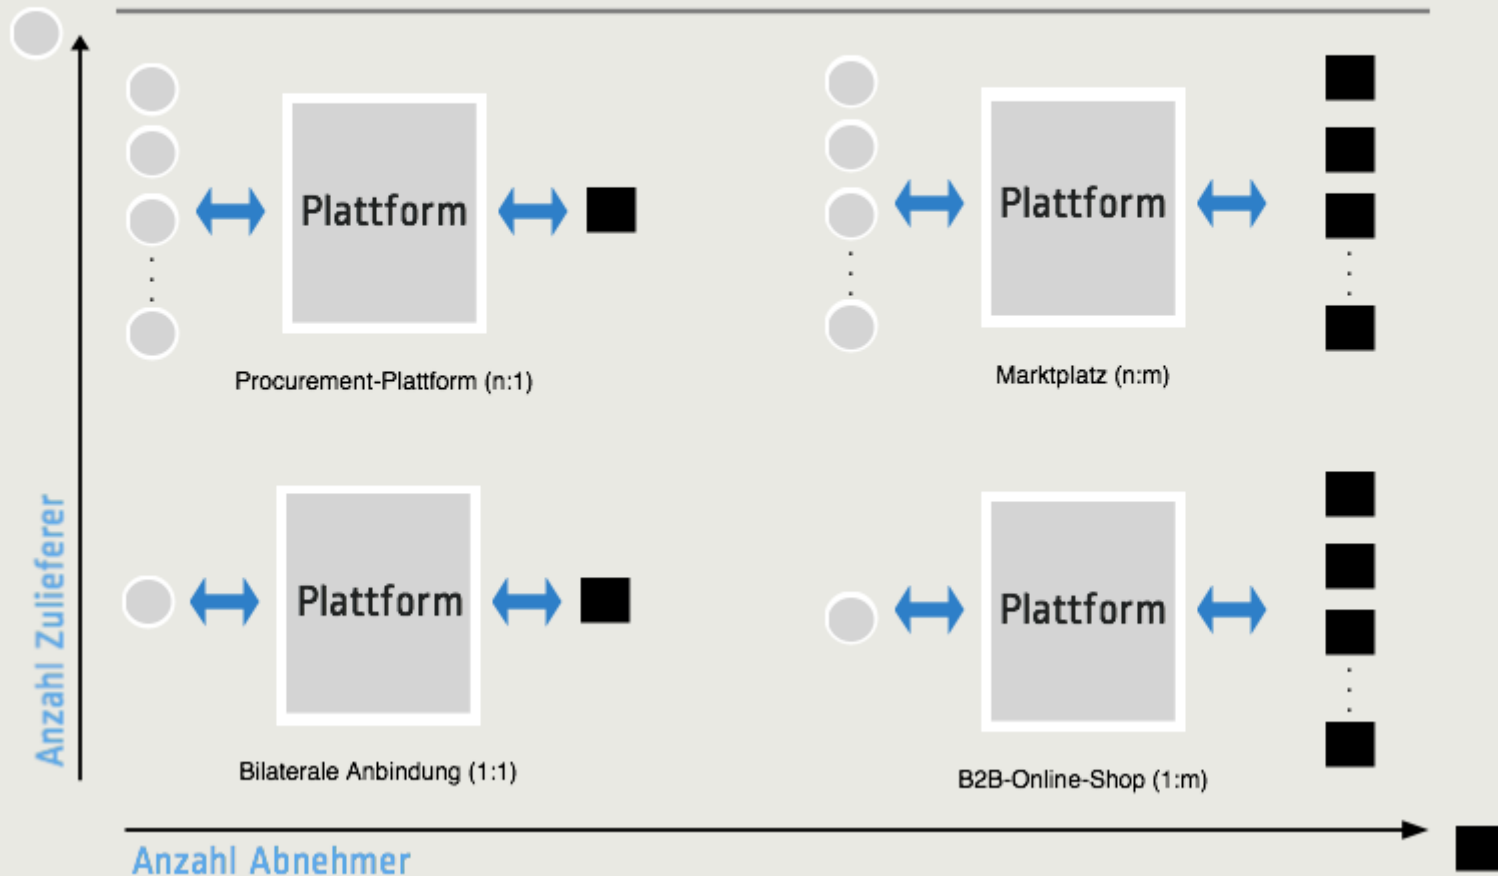 Plattform
Plattform
Procurement-Plattform (n:1)
Marktplatz (n:m)
Anzahl Zulieferer
Plattform
Plattform
Bilaterale Anbindung (1:1)
B2B-Online-Shop (1:m)
Anzahl Abnehmer